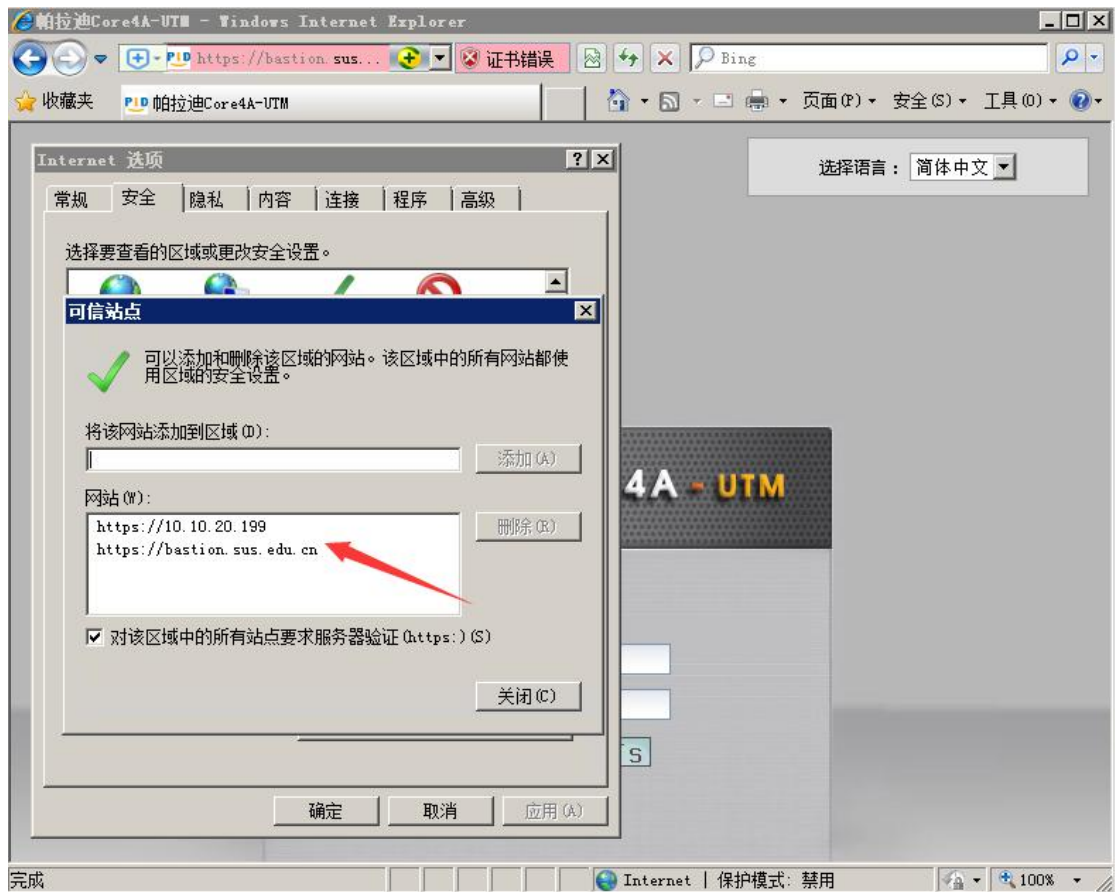 帕拉迪Core4A-UTM - Windows Internet Explorer
PLD https://bastion.sus... 证书错误 Bing
收藏夹 PLD 帕拉迪Core4A-UTM 页面(P) 安全(S) 工具(O)
选择语言： 简体中文
Internet 选项
常规 安全 隐私 内容 连接 程序 高级
选择要查看的区域或更改安全设置。
可信站点
可以添加和删除该区域的网站。该区域中的所有网站都使
用区域的安全设置。
将该网站添加到区域(D):
添加(A)
网站(W):
https://10.10.20.199
https://bastion.sus.edu.cn
删除(R)
4A - UTM
对该区域中的所有站点要求服务器验证(https:)(S)
关闭(C)
s
确定 取消 应用(A)
完成 Internet | 保护模式: 禁用 100%